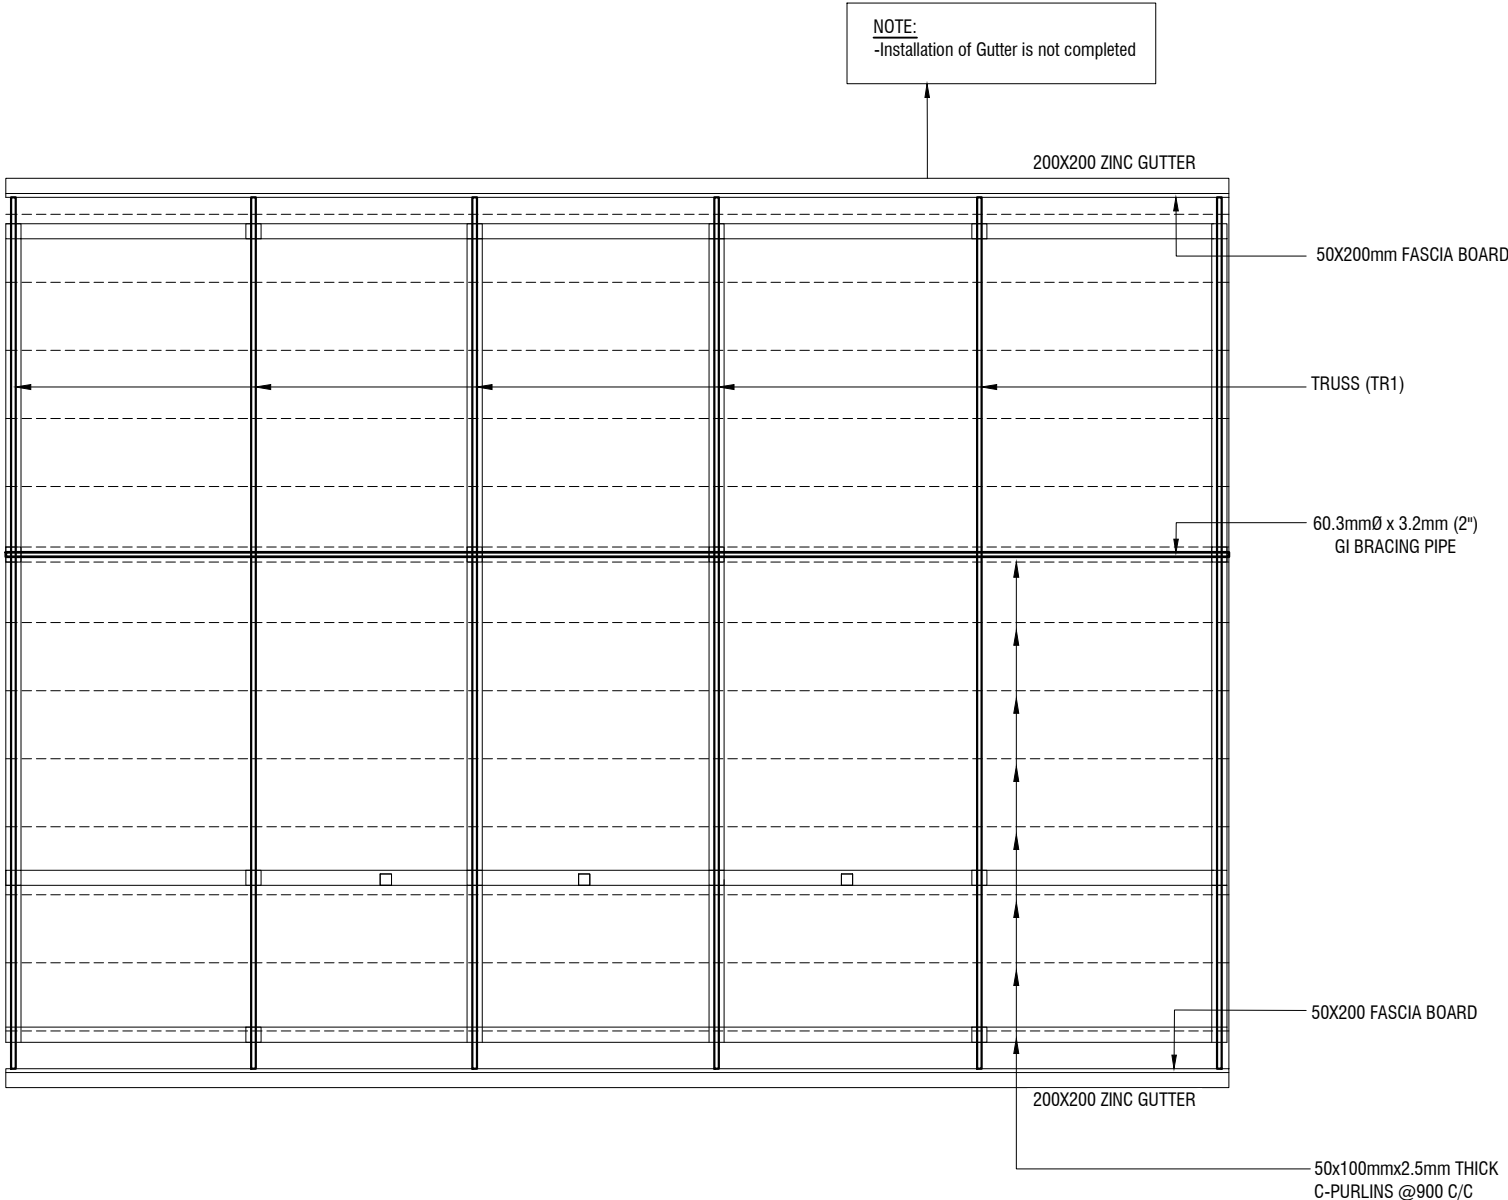 NOTE:
-Installation of Gutter is not completed
200X200 ZINC GUTTER
50X200mm FASCIA BOARD
TRUSS (TR1)
60.3mmØ x 3.2mm (2")
GI BRACING PIPE
50X200 FASCIA BOARD
200X200 ZINC GUTTER
50x100mmx2.5mm THICK
C-PURLINS @900 C/C